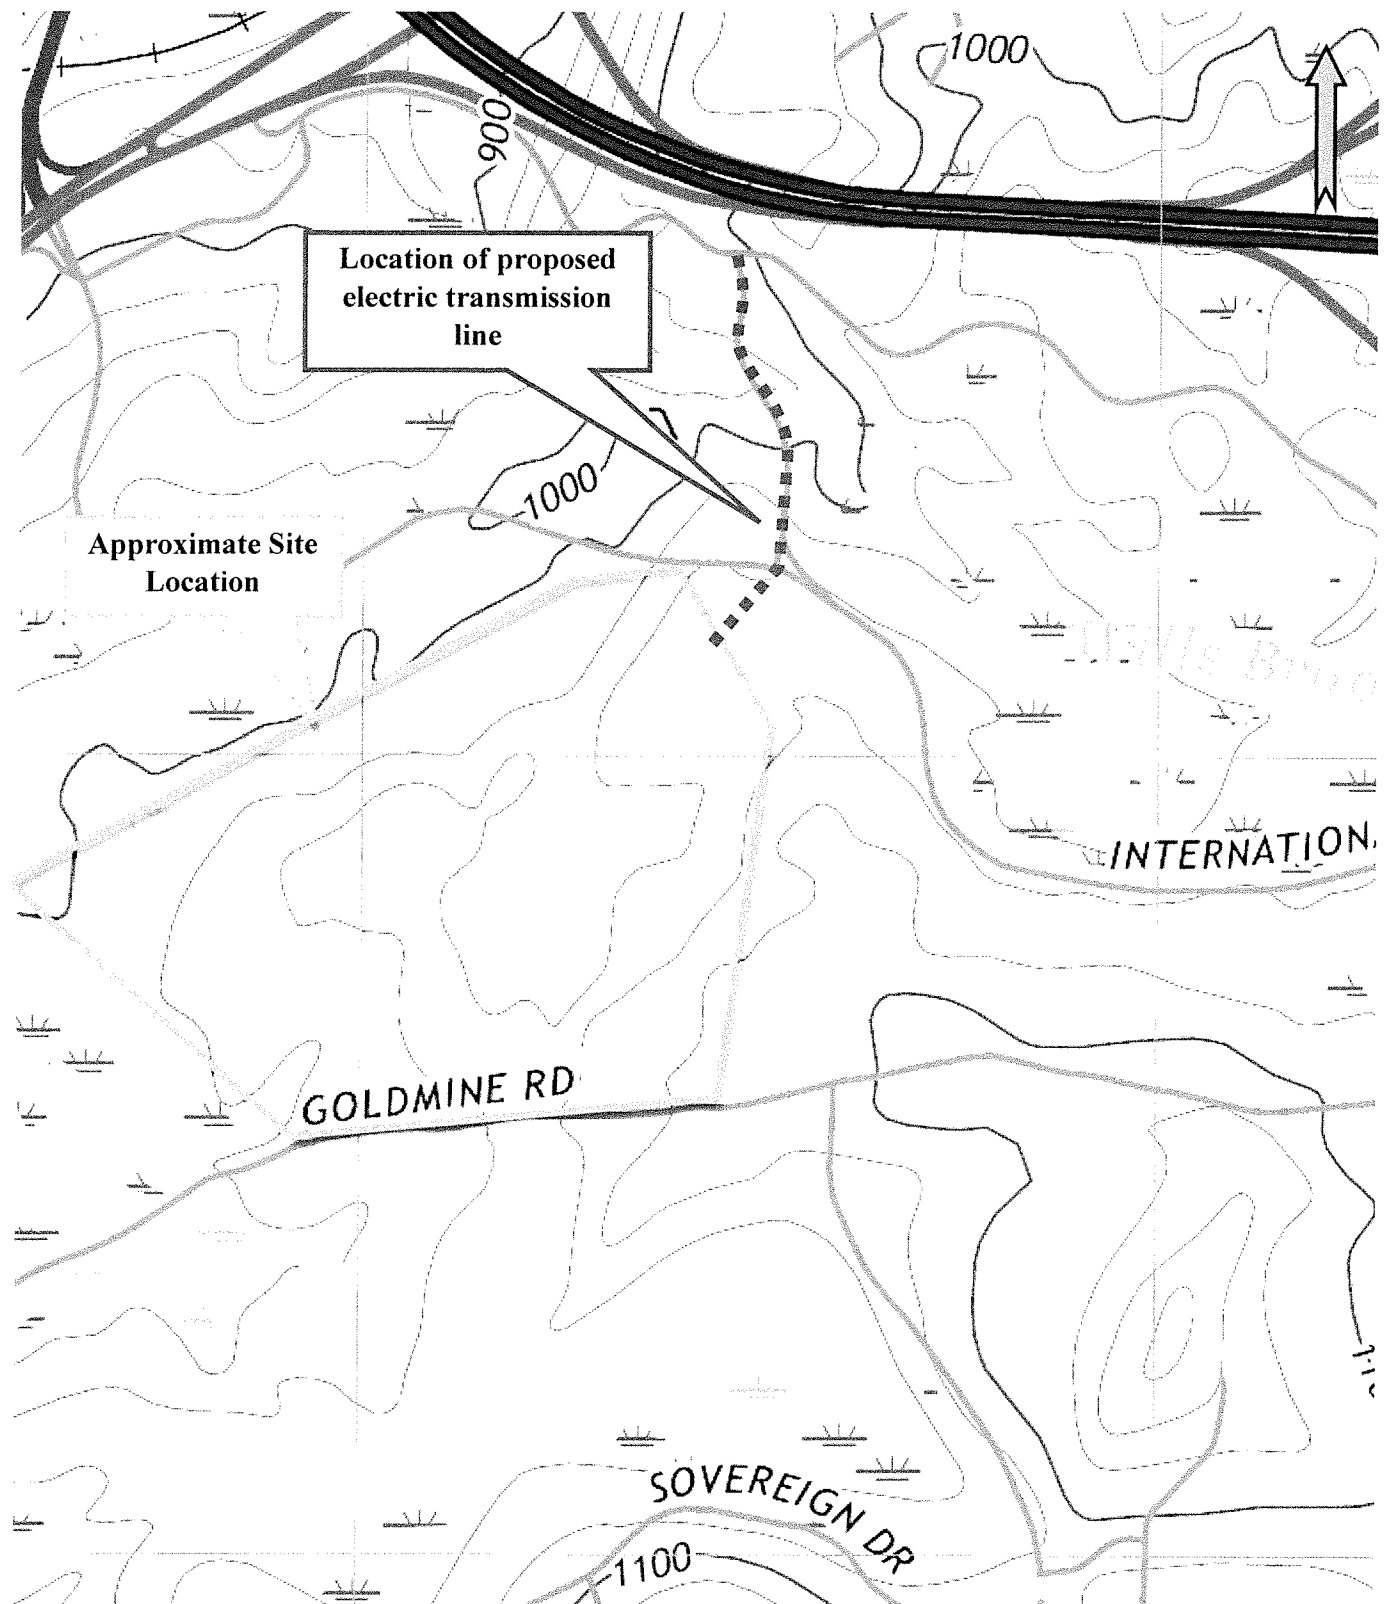 1000
900
Location of proposed
electric transmission
line
1000
Approximate Site
Location
INTERNATION
GOLDMINE RD
SOVEREIGN DR
1100